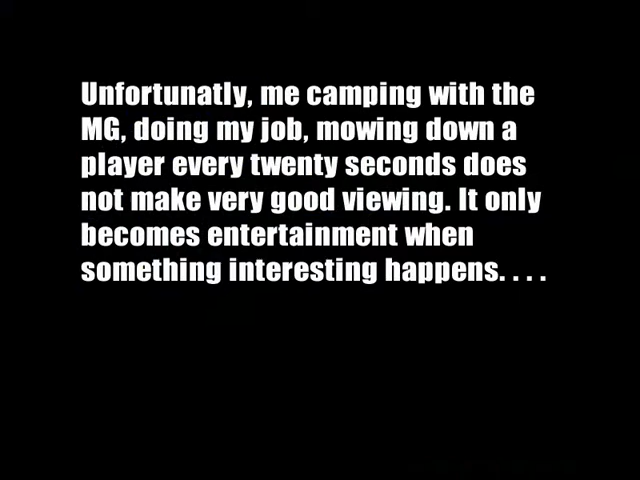 Unfortunatly, me camping with the
MG, doing my job, mowing down a
player every twenty seconds does
not make very good viewing. It only
becomes entertainment when
something interesting happens. . . .